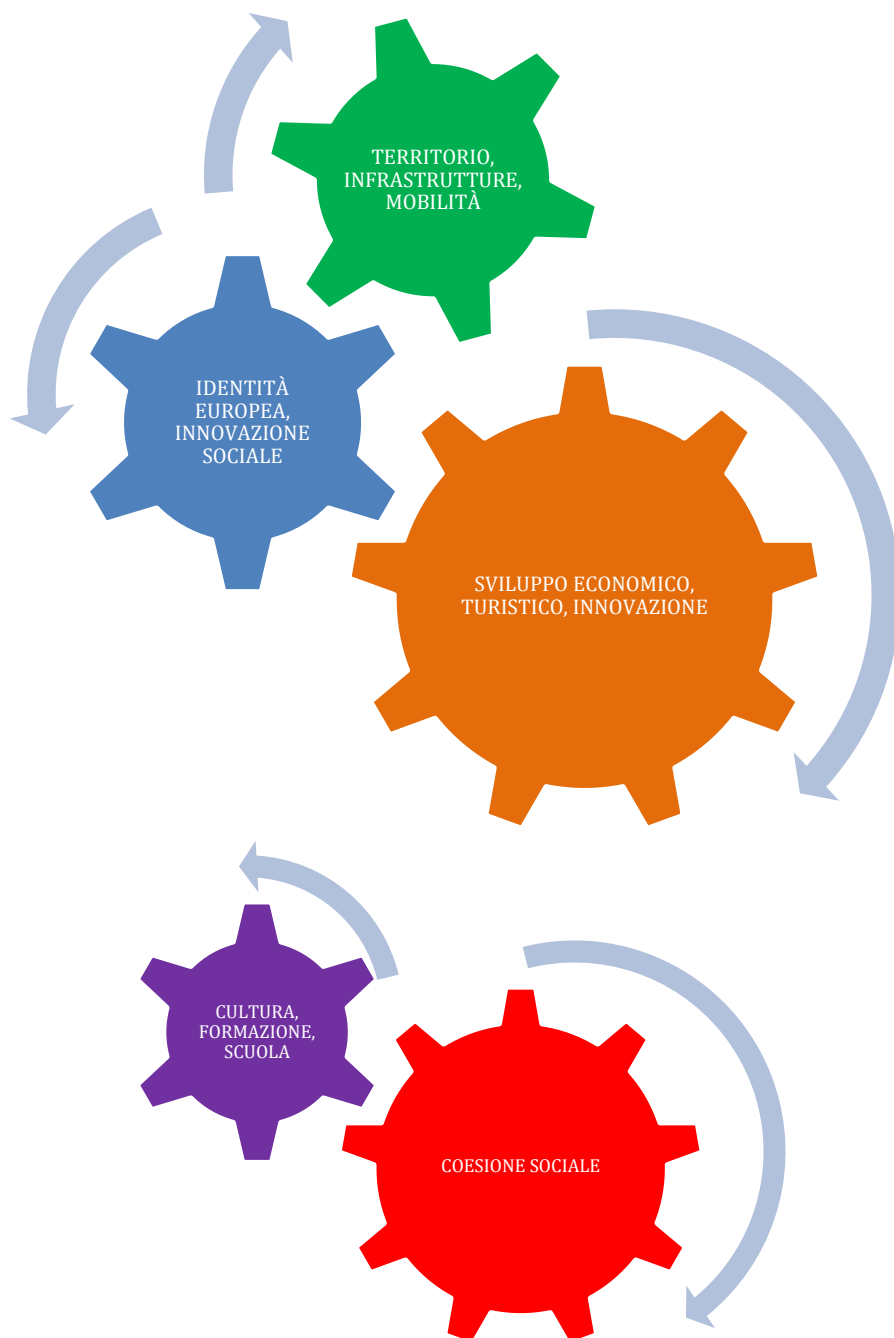 TERRITORIO,
INFRASTRUTTURE,
MOBILITÀ
IDENTITÀ
EUROPEA,
INNOVAZIONE
SOCIALE
SVILUPPO ECONOMICO,
TURISTICO, INNOVAZIONE
CULTURA,
FORMAZIONE,
SCUOLA
COESIONE SOCIALE